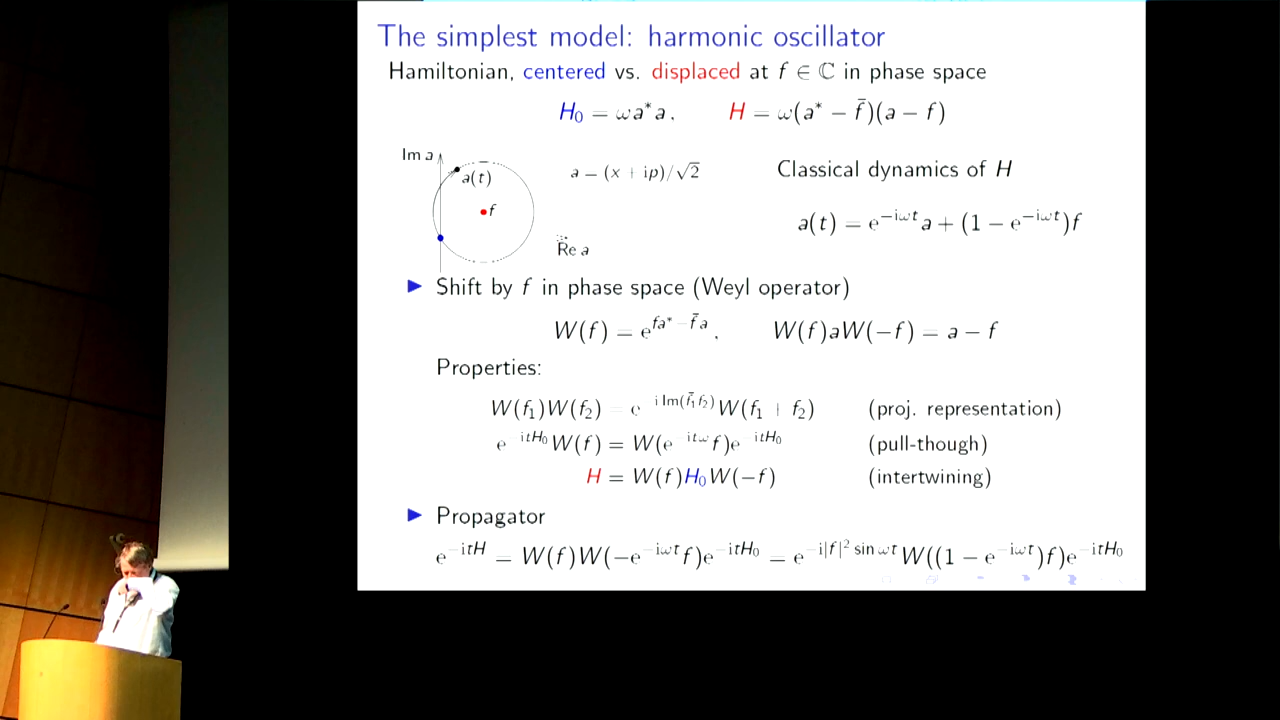 The simplest model: harmonic oscillator
Hamiltonian, centered vs. displaced at f ∈ ℂ in phase space
H₀ = ωa*a, H = ω(a* − f̄)(a − f)
Im a
a(t)
f
Re a
a = (x + ip)/√2
Classical dynamics of H
a(t) = e^{−iωt}a + (1 − e^{−iωt})f
▶ Shift by f in phase space (Weyl operator)
W(f) = e^{fa* − f̄a}, W(f)aW(−f) = a − f
Properties:
W(f₁)W(f₂) = e^{−i Im(f̄₁f₂)}W(f₁ + f₂) (proj. representation)
e^{−itH₀}W(f) = W(e^{−itω}f)e^{−itH₀} (pull-though)
H = W(f)H₀W(−f) (intertwining)
▶ Propagator
e^{−itH} = W(f)W(−e^{−iωt}f)e^{−itH₀} = e^{−i|f|² sin ωt}W((1 − e^{−iωt})f)e^{−itH₀}